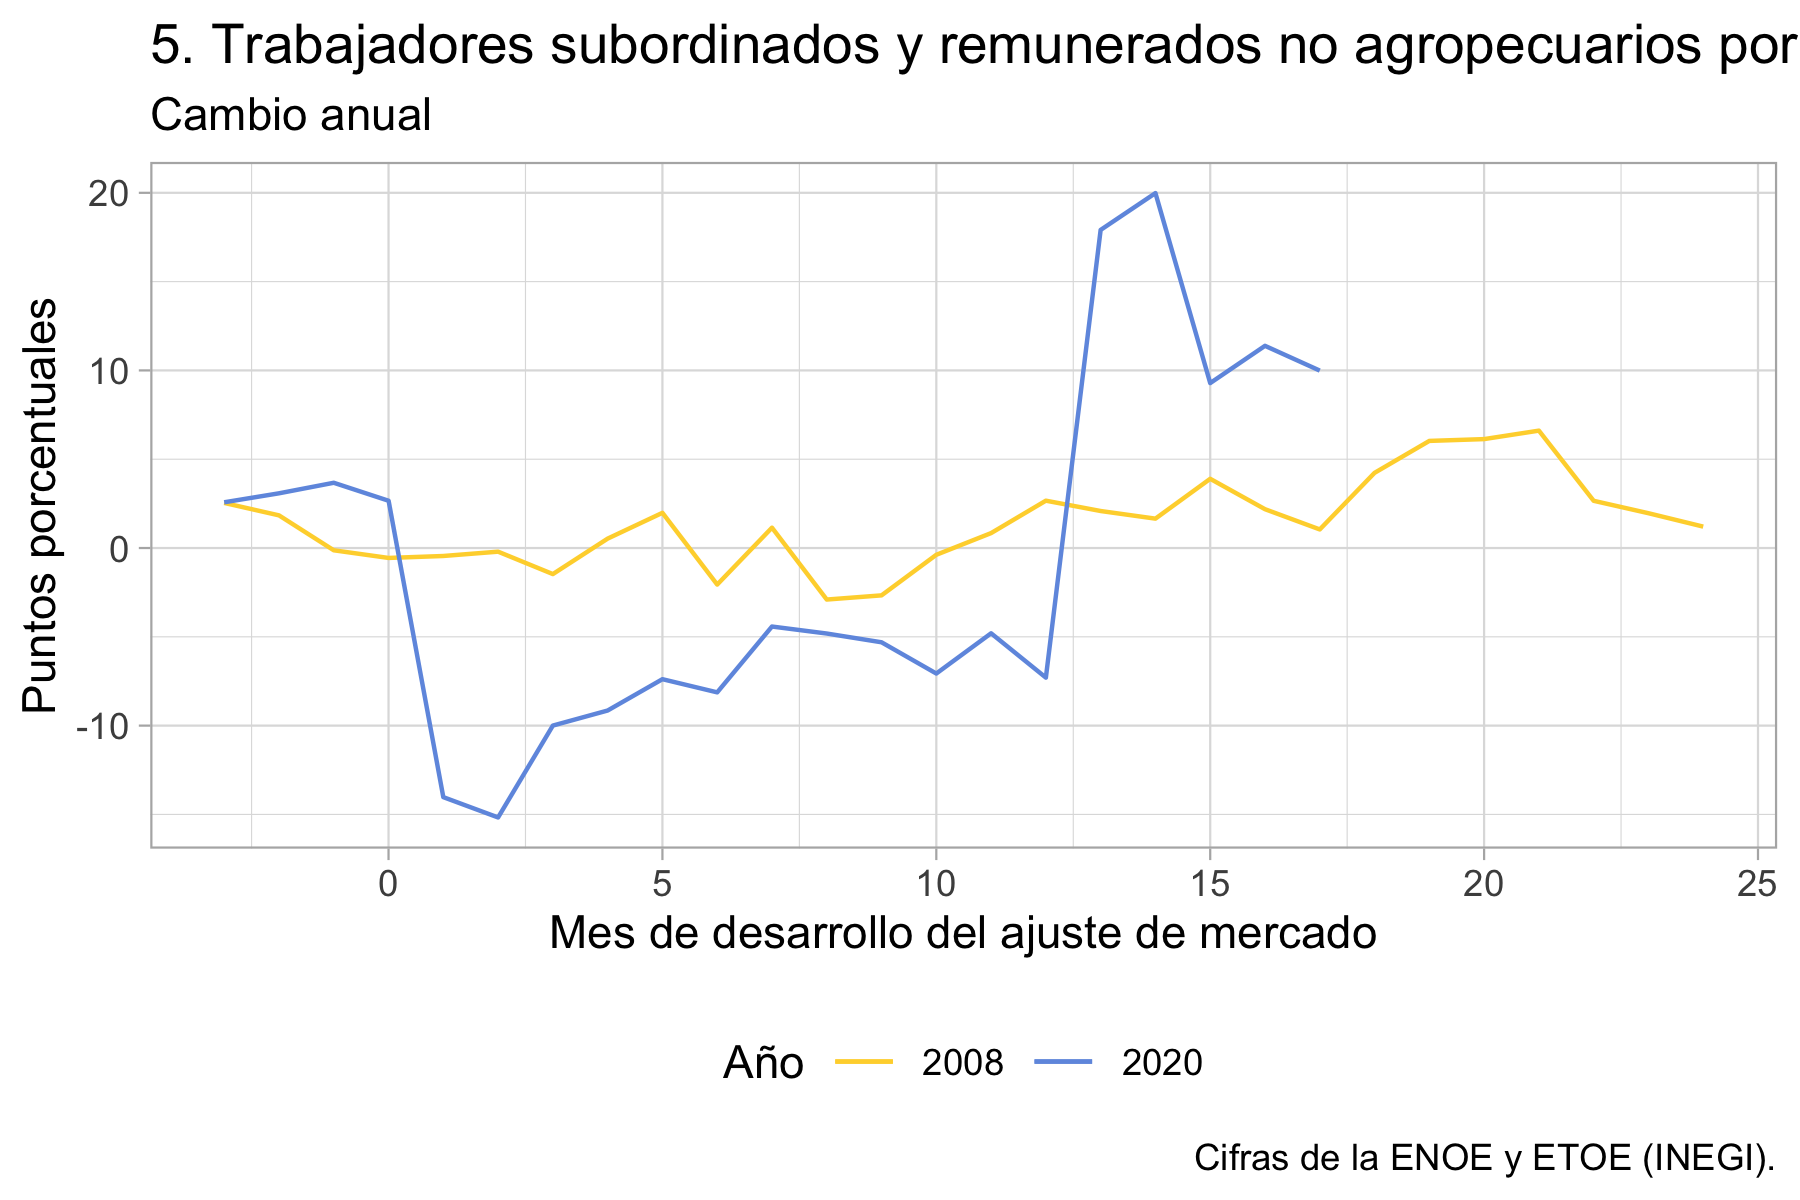 5. Trabajadores subordinados y remunerados no agropecuarios por
Cambio anual
Puntos porcentuales
20
10
0
-10
0 5 10 15 20 25
Mes de desarrollo del ajuste de mercado
Año 2008 2020
Cifras de la ENOE y ETOE (INEGI).